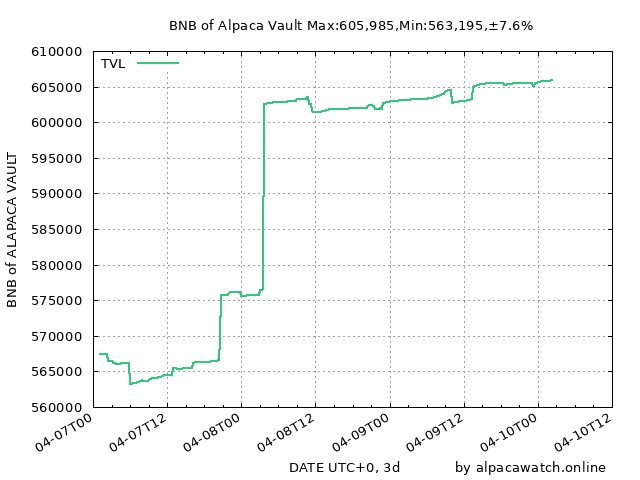 BNB of Alpaca Vault Max:605,985,Min:563,195,±7.6%
TVL
BNB of ALAPACA VAULT
610000
605000
600000
595000
590000
585000
580000
575000
570000
565000
560000
04-07T00
04-07T12
04-08T00
04-08T12
04-09T00
04-09T12
04-10T00
04-10T12
DATE UTC+0, 3d
by alpacawatch.online